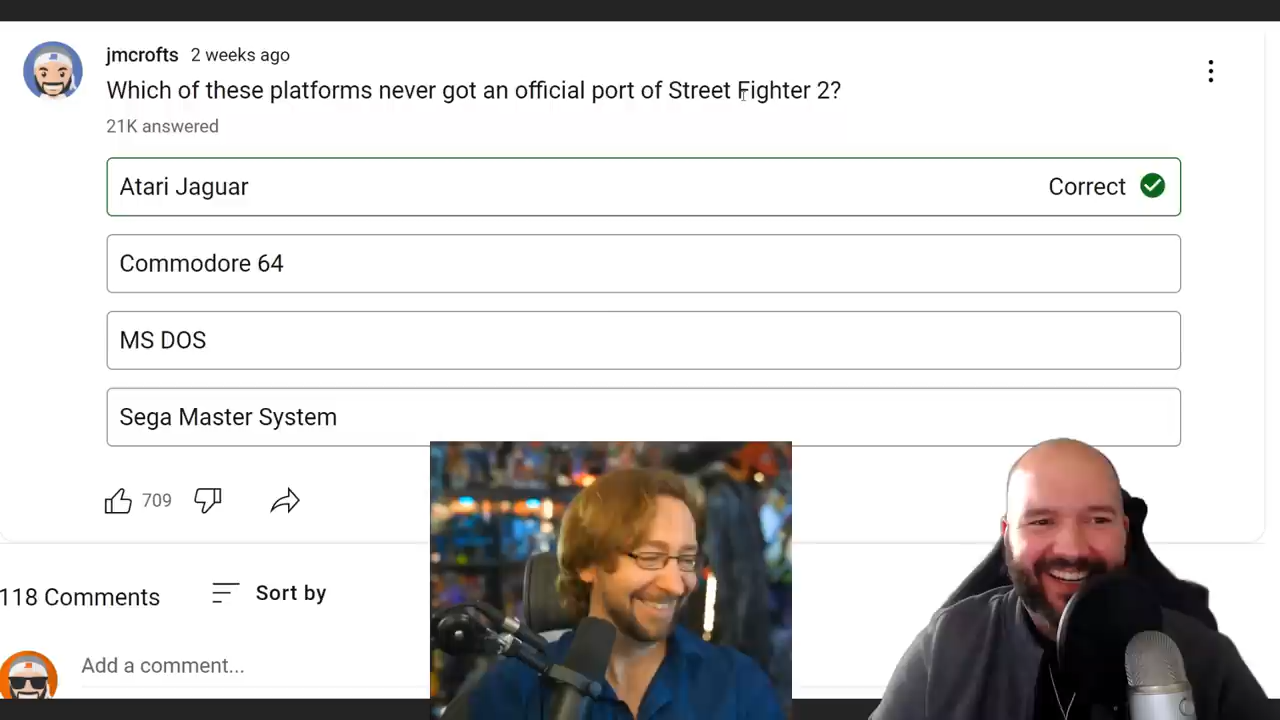 jmcrofts 2 weeks ago
Which of these platforms never got an official port of Street Fighter 2?
21K answered
Atari Jaguar Correct
Commodore 64
MS DOS
Sega Master System
709
118 Comments Sort by
Add a comment...